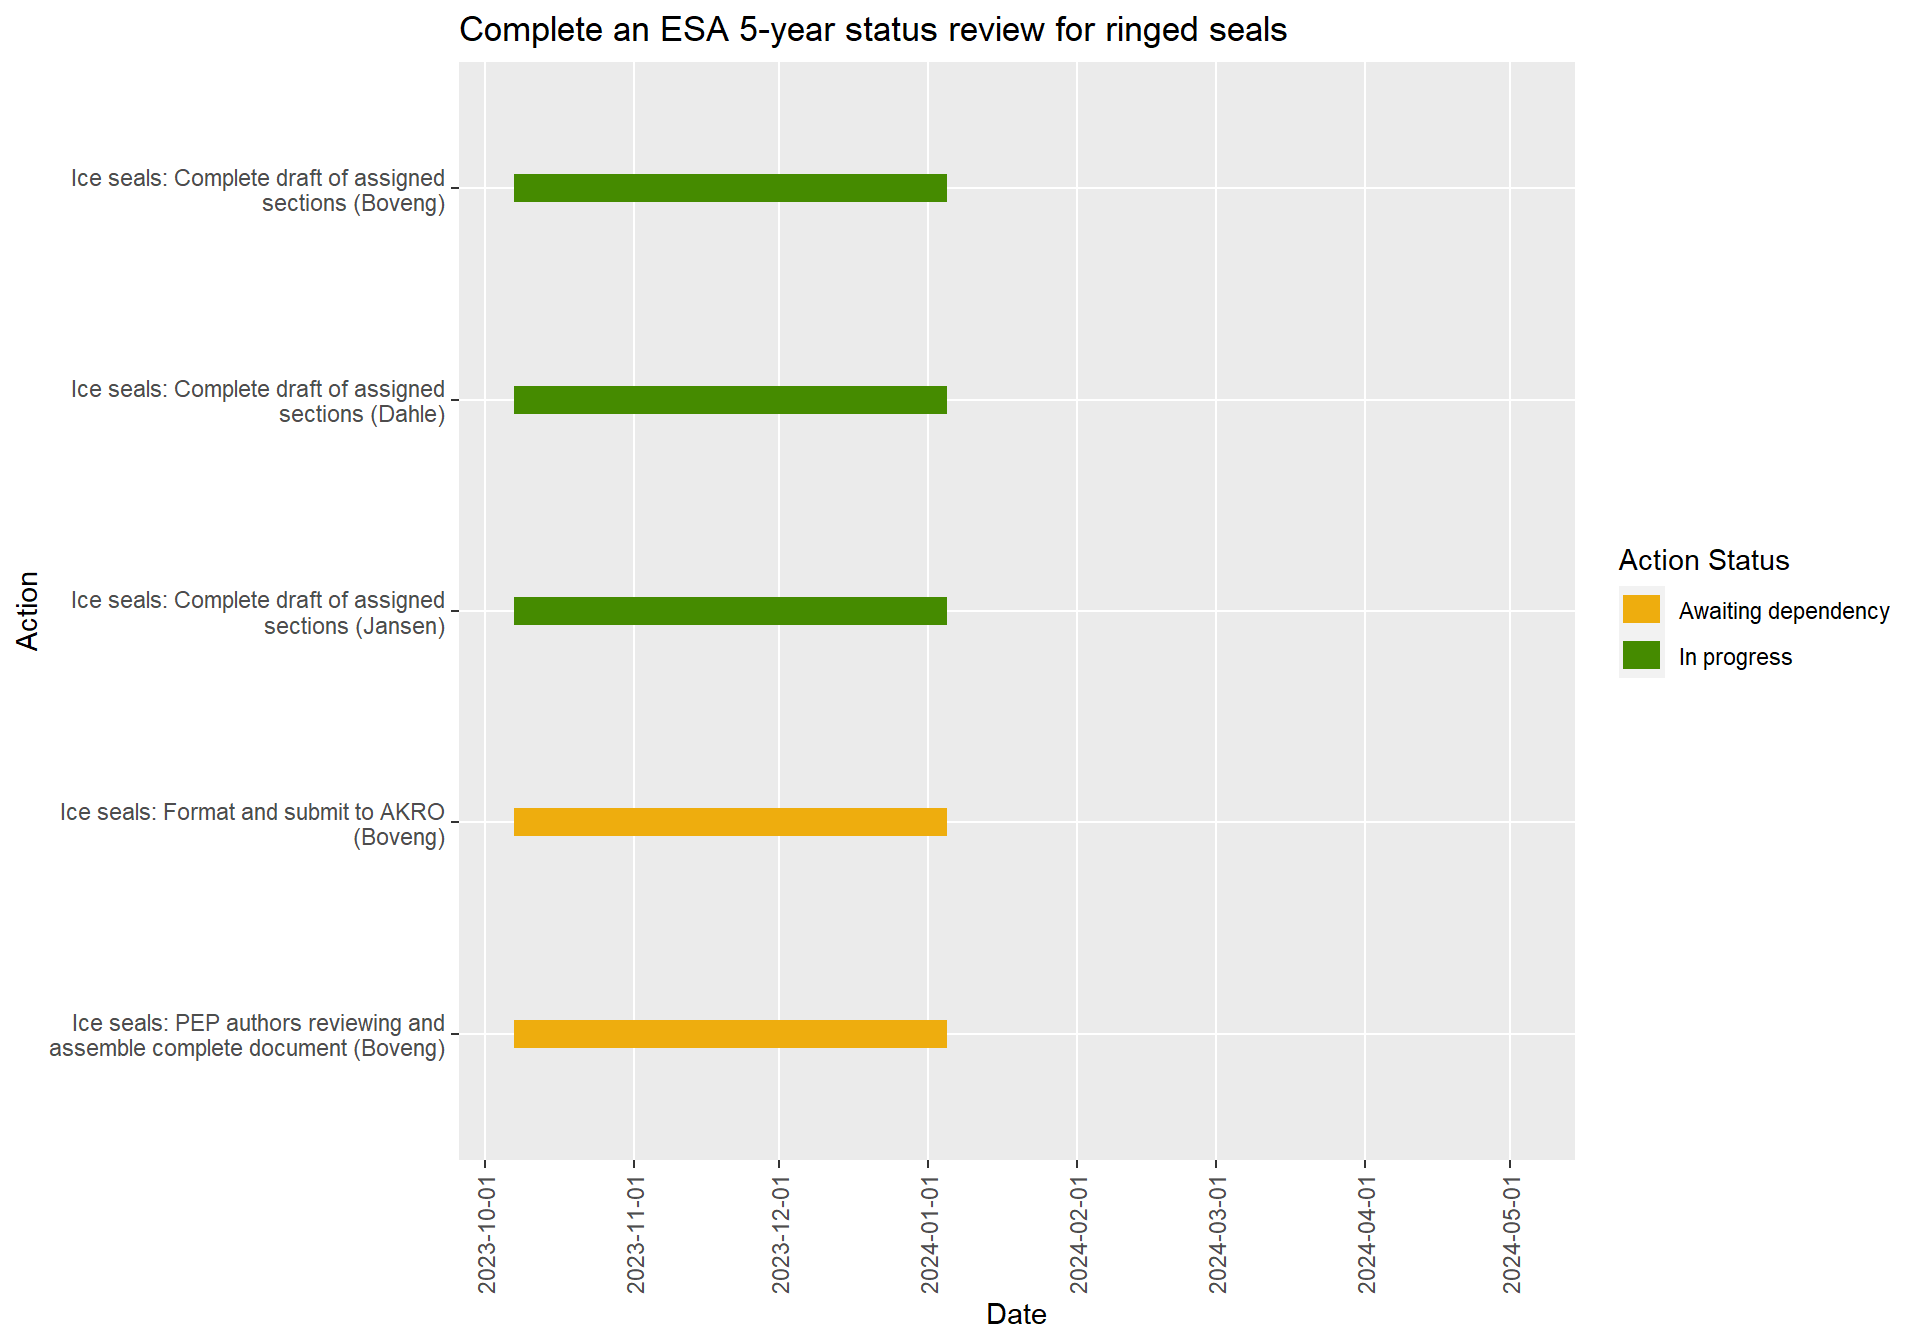 Complete an ESA 5-year status review for ringed seals
Ice seals: Complete draft of assigned
sections (Boveng)
Ice seals: Complete draft of assigned
sections (Dahle)
Ice seals: Complete draft of assigned
sections (Jansen)
Ice seals: Format and submit to AKRO
(Boveng)
Ice seals: PEP authors reviewing and
assemble complete document (Boveng)
Action
2023-10-01
2023-11-01
2023-12-01
2024-01-01
2024-02-01
2024-03-01
2024-04-01
2024-05-01
Date
Action Status
Awaiting dependency
In progress